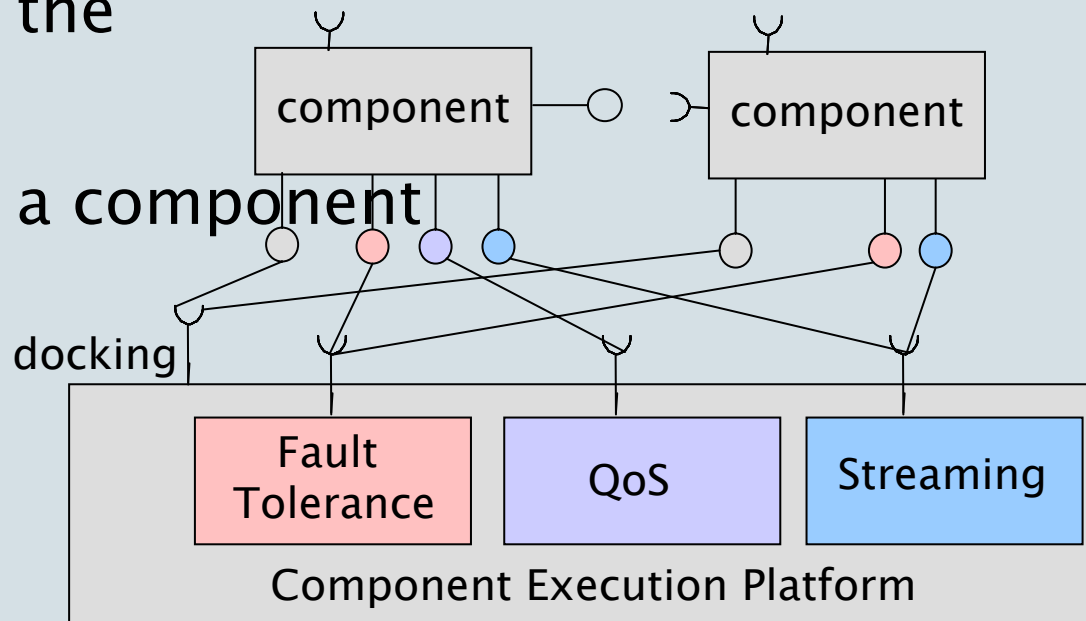 the
component
component
a component
docking
Fault
Tolerance
QoS
Streaming
Component Execution Platform